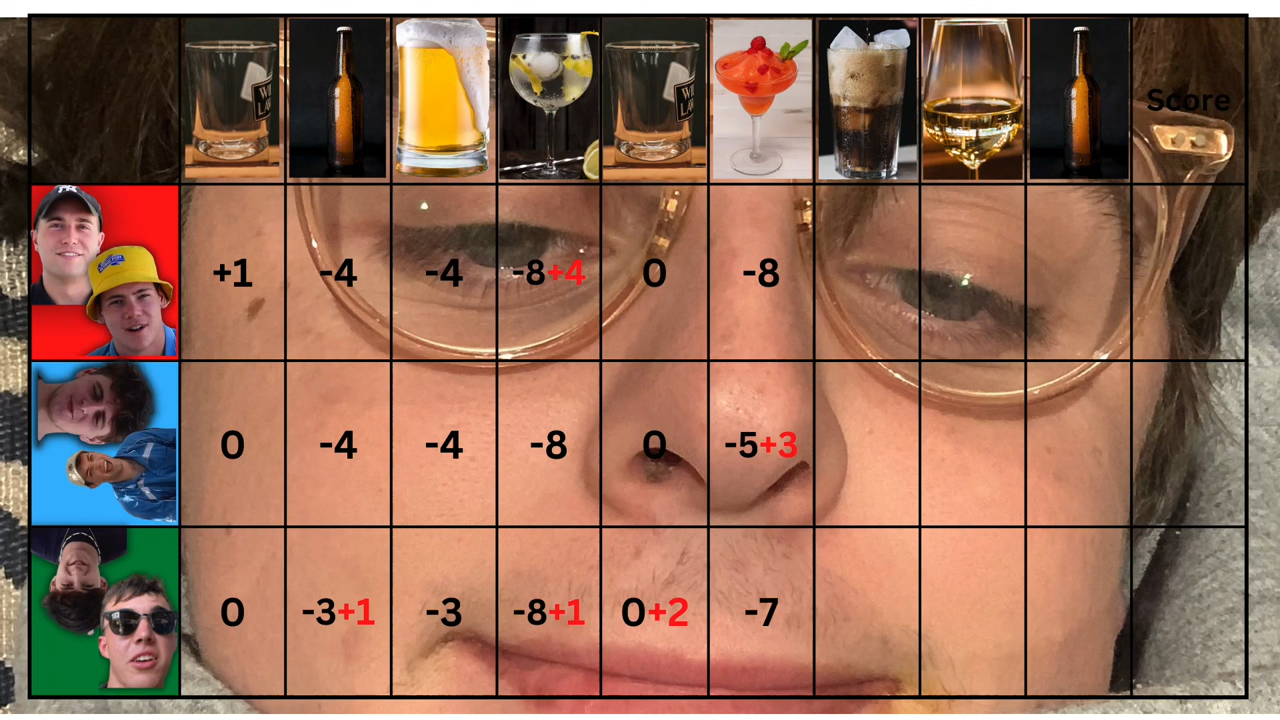 Score
+1 -4 -4 -8+4 0 -8
0 -4 -4 -8 0 -5+3
0 -3+1 -3 -8+1 0+2 -7